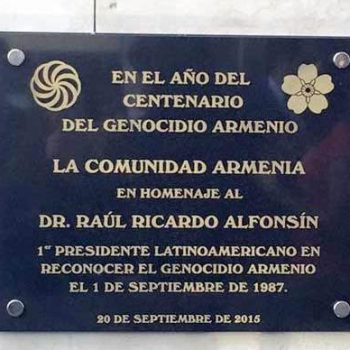 EN EL AÑO DEL
CENTENARIO
DEL GENOCIDIO ARMENIO
LA COMUNIDAD ARMENIA
EN HOMENAJE AL
DR. RAÚL RICARDO ALFONSÍN
1er PRESIDENTE LATINOAMERICANO EN
RECONOCER EL GENOCIDIO ARMENIO
EL 1 DE SEPTIEMBRE DE 1987.
20 DE SEPTIEMBRE DE 2015